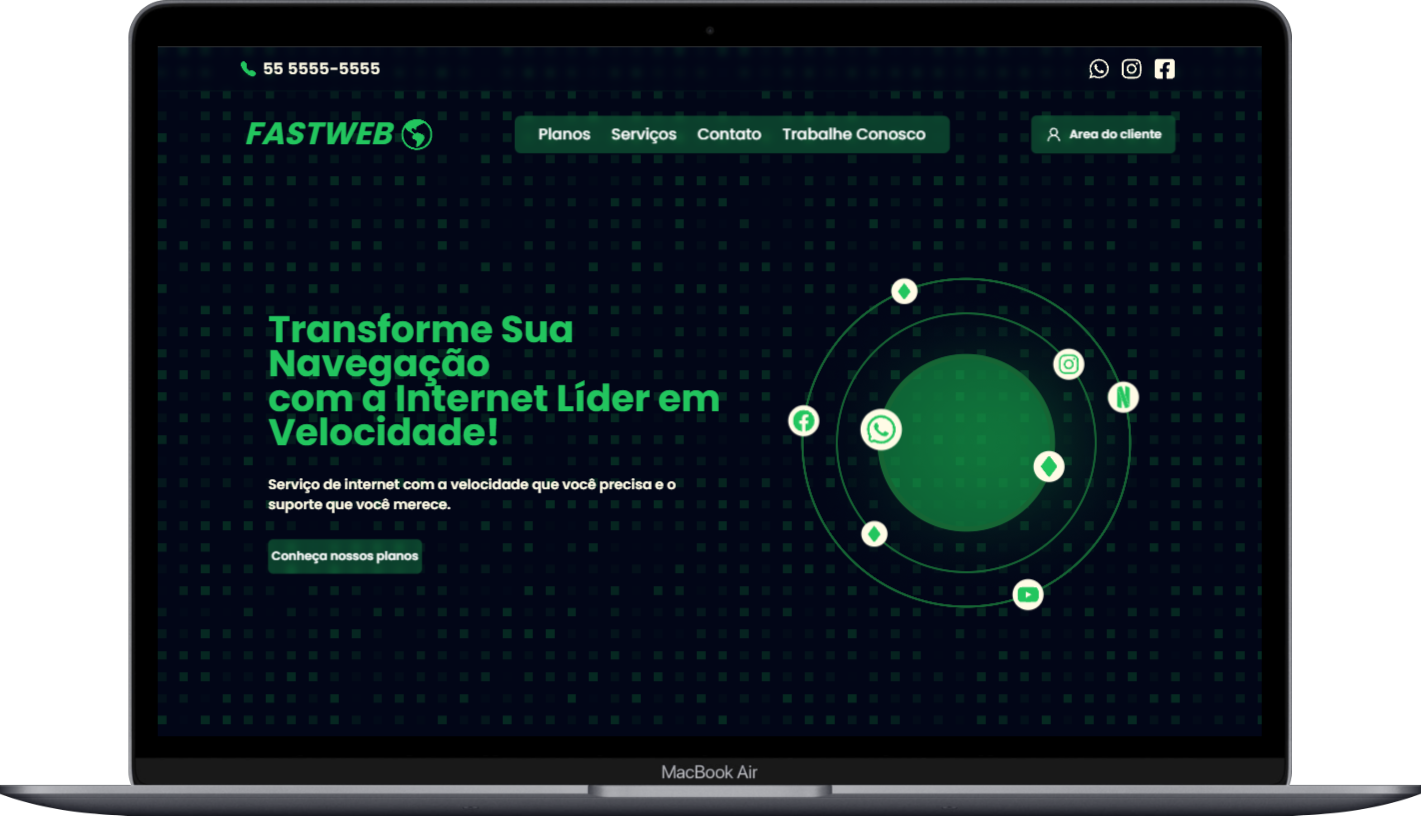 55 5555-5555
FASTWEB
Planos Serviços Contato Trabalhe Conosco
Area do cliente
Transforme Sua
Navegação
com a Internet Líder em
Velocidade!
Serviço de internet com a velocidade que você precisa e o
suporte que você merece.
Conheça nossos planos
N
MacBook Air